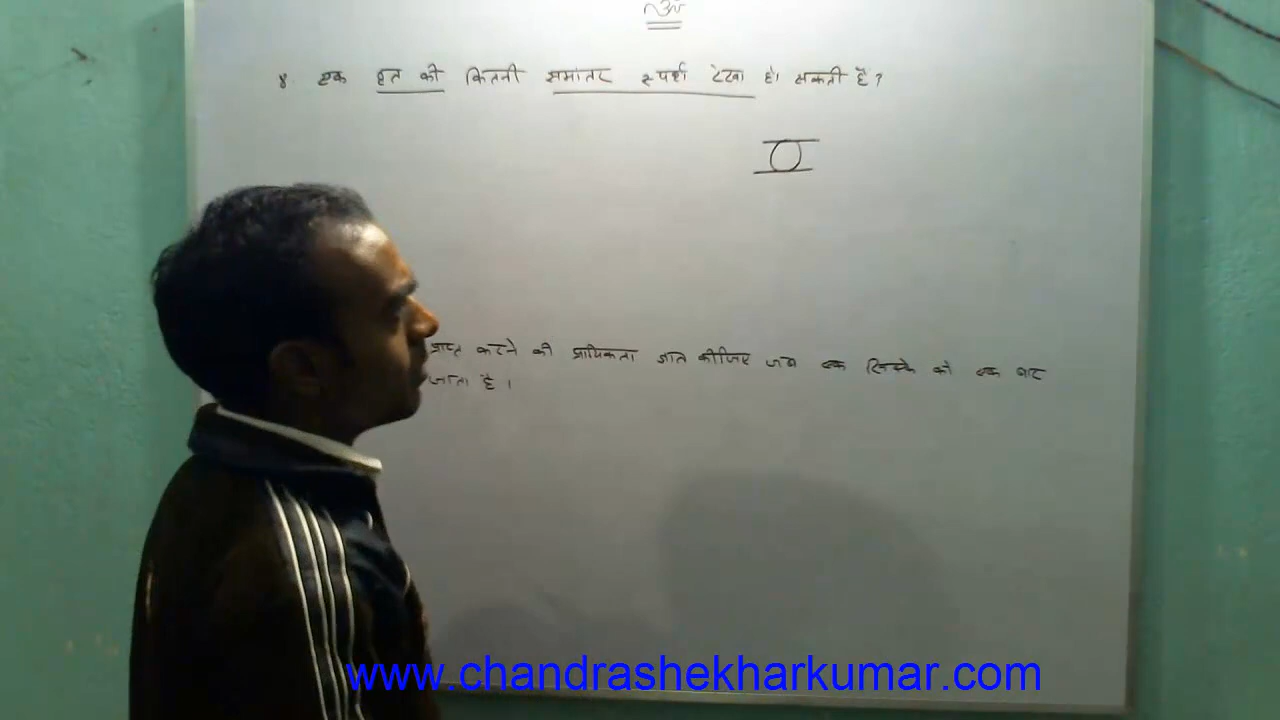 ॐ
8 एक वृत की कितनी समांतर स्पर्श रेखा हो सकती हैं ?
प्राप्त करने की प्रायिकता ज्ञात कीजिए जब एक सिक्के को एक बार
जाता है ।
www.chandrashekharkumar.com